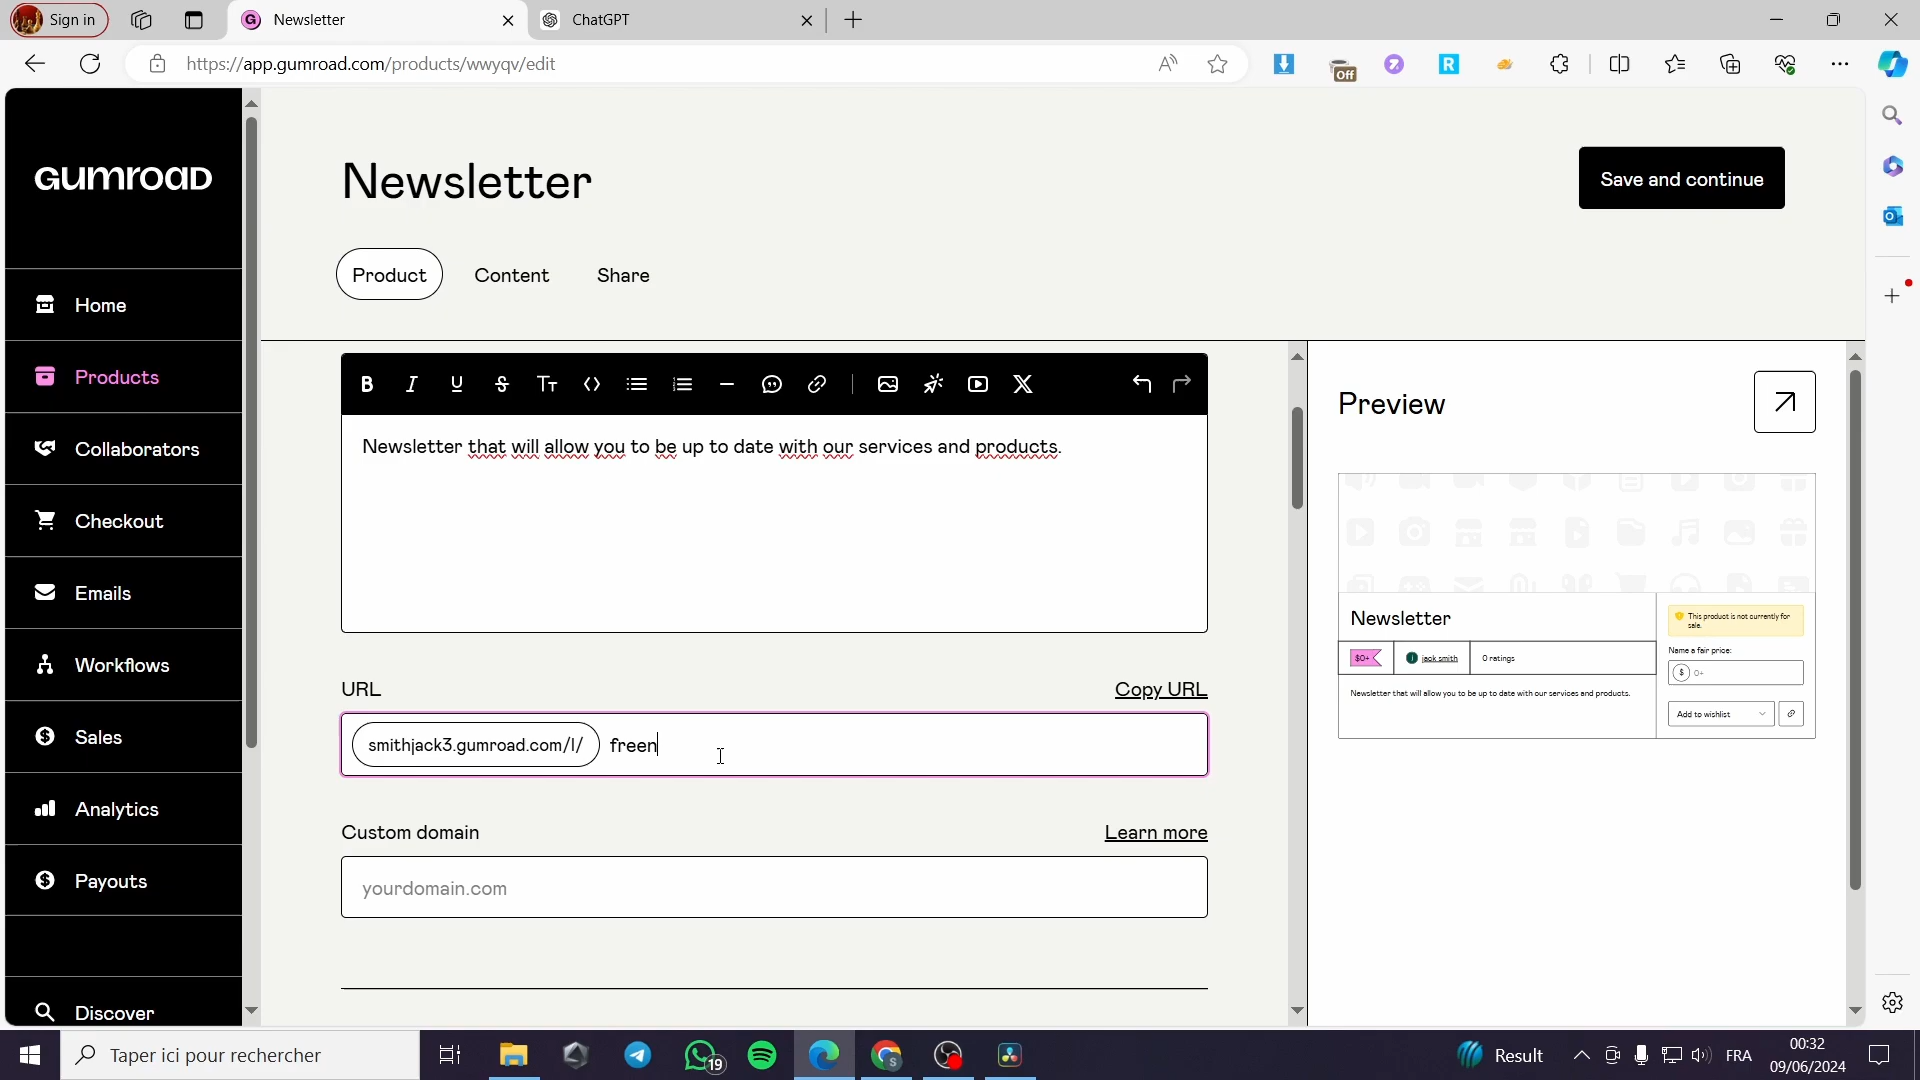 Sign in
Newsletter
ChatGPT
https://app.gumroad.com/products/wwyqv/edit
Off
GUMROAD
Newsletter
Save and continue
Product
Content
Share
Home
Products
Collaborators
Checkout
Emails
Workflows
Sales
Analytics
Payouts
Discover
Newsletter that will allow you to be up to date with our services and products.
URL
Copy URL
smithjack3.gumroad.com/l/
freen
Custom domain
Learn more
yourdomain.com
Preview
Newsletter
$0+
jack smith
0 ratings
Newsletter that will allow you to be up to date with our services and products.
This product is not currently for
sale.
Name a fair price:
$
0+
Add to wishlist
Taper ici pour rechercher
19
Result
FRA
00:32
09/06/2024